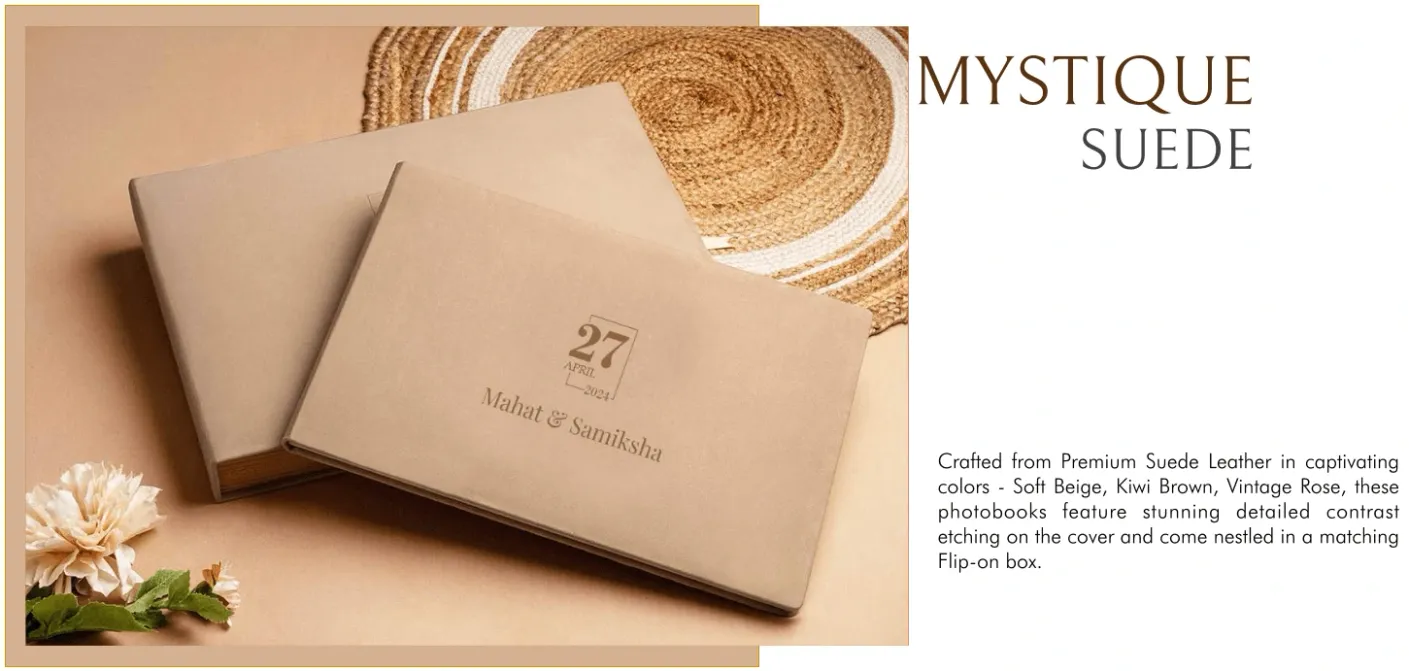 MYSTIQUE
SUEDE
27
APRIL
2024
Mahat & Samiksha
Crafted from Premium Suede Leather in captivating
colors - Soft Beige, Kiwi Brown, Vintage Rose, these
photobooks feature stunning detailed contrast
etching on the cover and come nestled in a matching
Flip-on box.